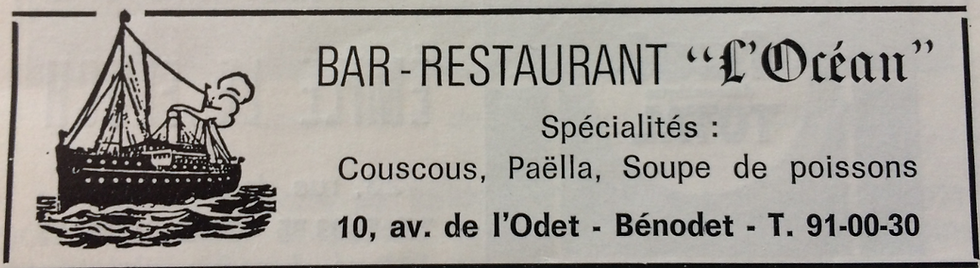 BAR - RESTAURANT “L'Océan”
Spécialités :
Couscous, Paëlla, Soupe de poissons
10, av. de l'Odet - Bénodet - T. 91-00-30